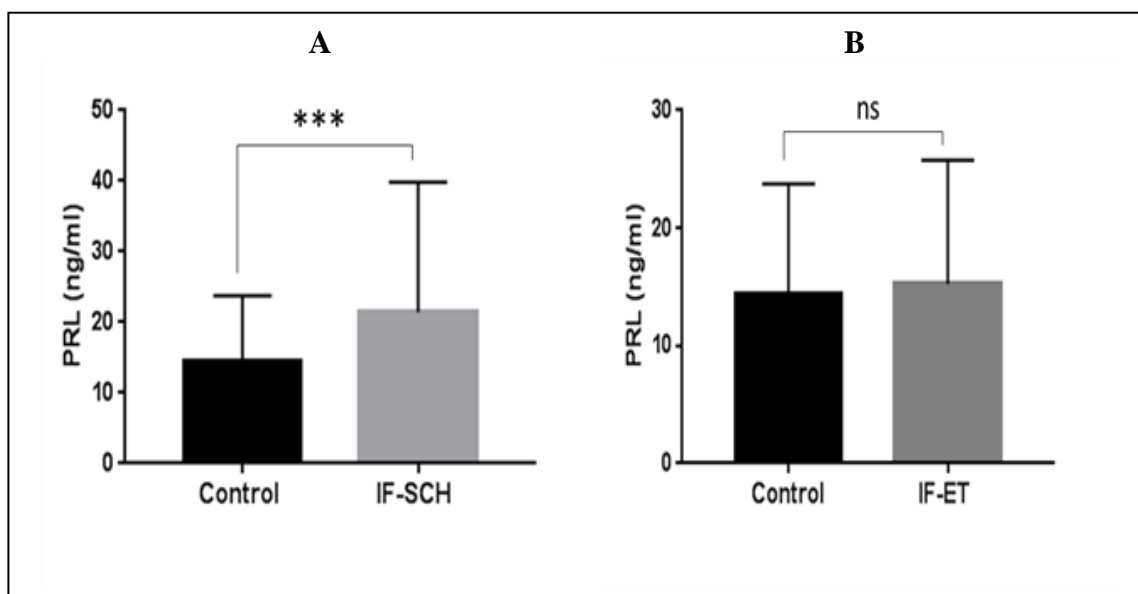 A
PRL (ng/ml)
50
40
30
20
10
0
***
Control
IF-SCH
B
PRL (ng/ml)
30
20
10
0
ns
Control
IF-ET